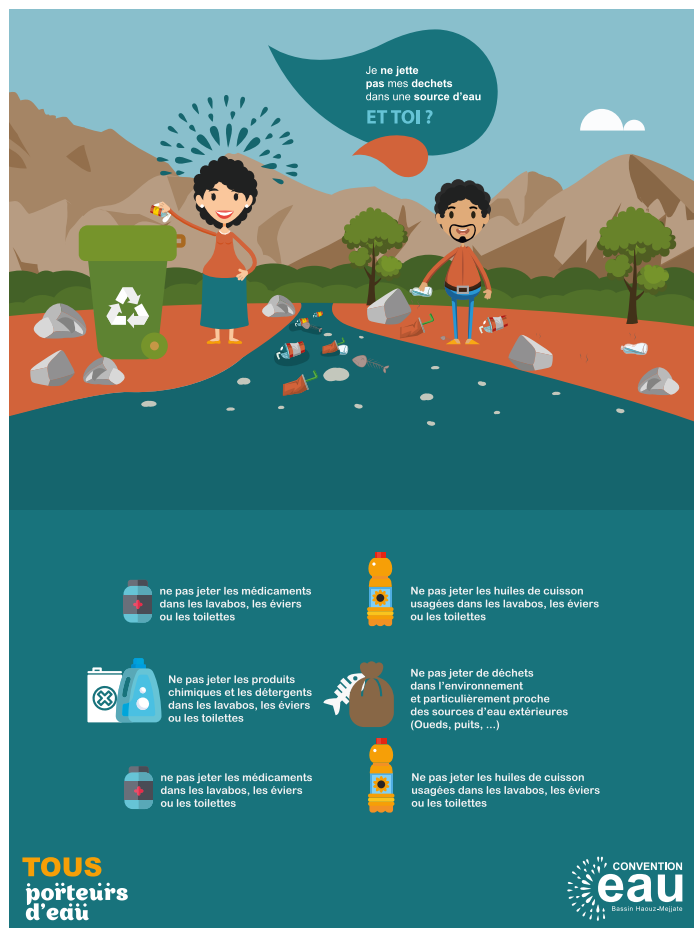 Je ne jette
pas mes dechets
dans une source d'eau
ET TOI ?
ne pas jeter les médicaments
dans les lavabos, les éviers
ou les toilettes
Ne pas jeter les huiles de cuisson
usagées dans les lavabos, les éviers
ou les toilettes
Ne pas jeter les produits
chimiques et les détergents
dans les lavabos, les éviers
ou les toilettes
Ne pas jeter de déchets
dans l'environnement
et particulièrement proche
des sources d'eau extérieures
(Oueds, puits, ...)
ne pas jeter les médicaments
dans les lavabos, les éviers
ou les toilettes
Ne pas jeter les huiles de cuisson
usagées dans les lavabos, les éviers
ou les toilettes
TOUS
porteurs
d'eau
CONVENTION
eau
Bassin Haouz-Mejjate